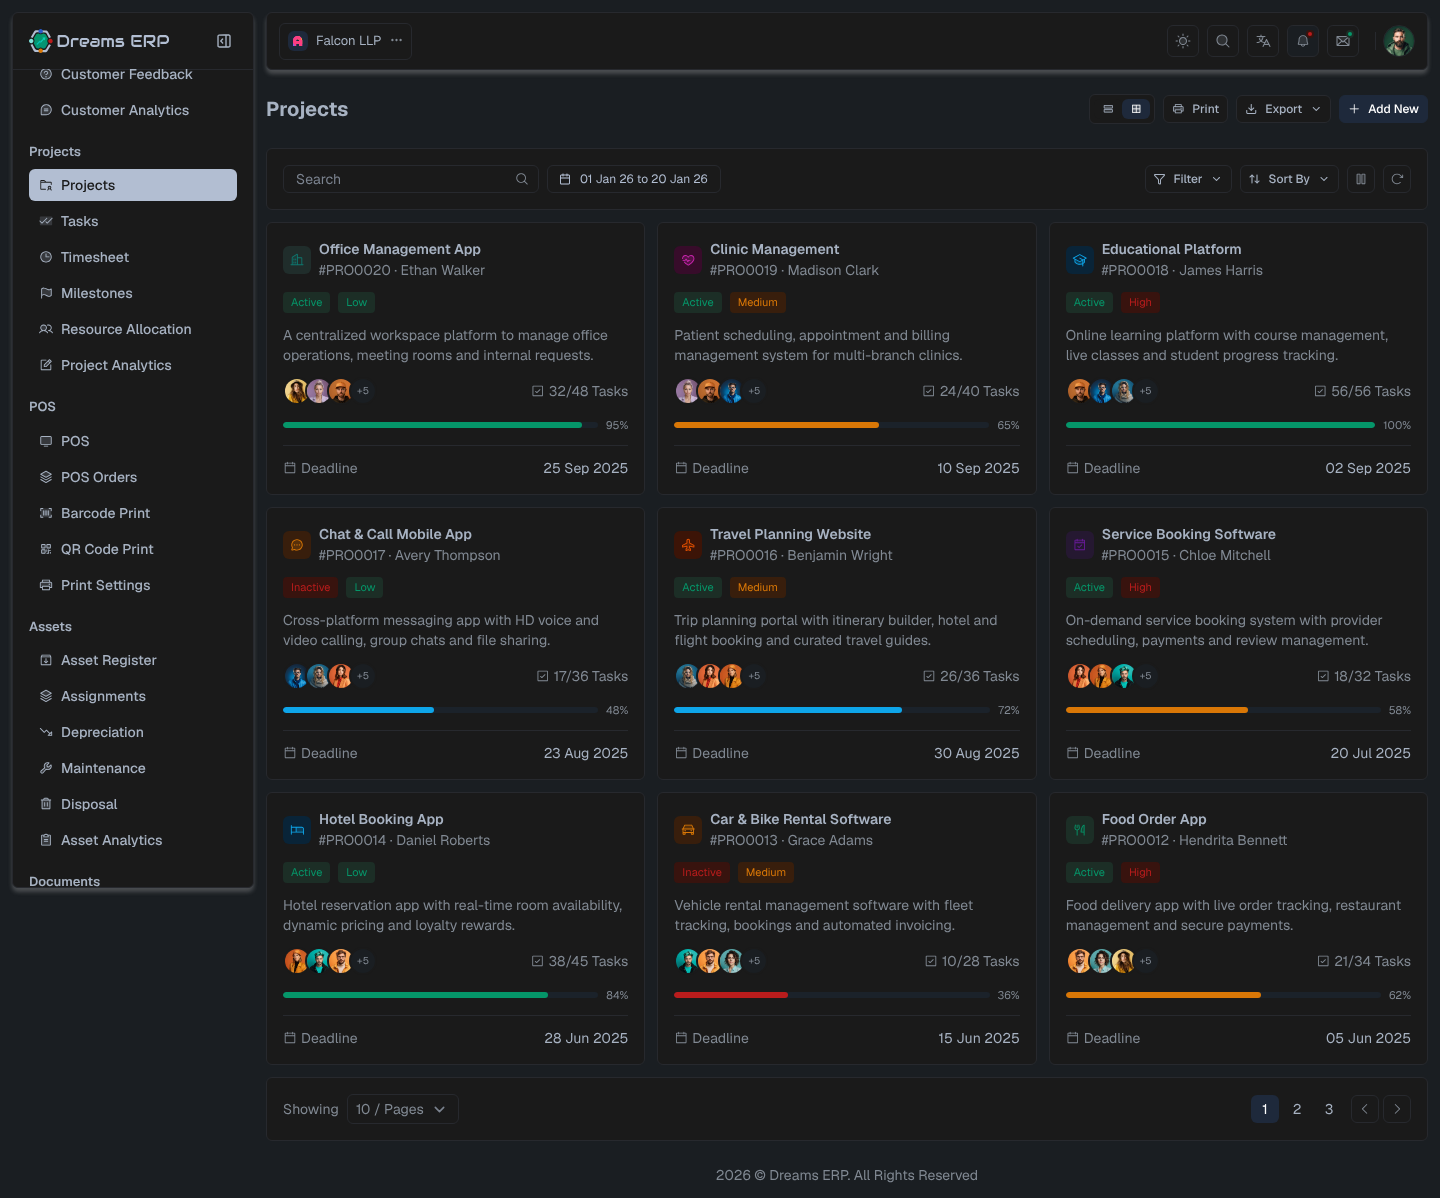 Dreams ERP
Customer Feedback
Customer Analytics
Projects
Projects
Tasks
Timesheet
Milestones
Resource Allocation
Project Analytics
POS
POS
POS Orders
Barcode Print
QR Code Print
Print Settings
Assets
Asset Register
Assignments
Depreciation
Maintenance
Disposal
Asset Analytics
Documents
Falcon LLP ···
Projects
Print
Export
Add New
Search
01 Jan 26 to 20 Jan 26
Filter
Sort By
Office Management App
#PRO0020 · Ethan Walker
Active Low
A centralized workspace platform to manage office
operations, meeting rooms and internal requests.
+5 32/48 Tasks
95%
Deadline 25 Sep 2025
Clinic Management
#PRO0019 · Madison Clark
Active Medium
Patient scheduling, appointment and billing
management system for multi-branch clinics.
+5 24/40 Tasks
65%
Deadline 10 Sep 2025
Educational Platform
#PRO0018 · James Harris
Active High
Online learning platform with course management,
live classes and student progress tracking.
+5 56/56 Tasks
100%
Deadline 02 Sep 2025
Chat & Call Mobile App
#PRO0017 · Avery Thompson
Inactive Low
Cross-platform messaging app with HD voice and
video calling, group chats and file sharing.
+5 17/36 Tasks
48%
Deadline 23 Aug 2025
Travel Planning Website
#PRO0016 · Benjamin Wright
Active Medium
Trip planning portal with itinerary builder, hotel and
flight booking and curated travel guides.
+5 26/36 Tasks
72%
Deadline 30 Aug 2025
Service Booking Software
#PRO0015 · Chloe Mitchell
Active High
On-demand service booking system with provider
scheduling, payments and review management.
+5 18/32 Tasks
58%
Deadline 20 Jul 2025
Hotel Booking App
#PRO0014 · Daniel Roberts
Active Low
Hotel reservation app with real-time room availability,
dynamic pricing and loyalty rewards.
+5 38/45 Tasks
84%
Deadline 28 Jun 2025
Car & Bike Rental Software
#PRO0013 · Grace Adams
Inactive Medium
Vehicle rental management software with fleet
tracking, bookings and automated invoicing.
+5 10/28 Tasks
36%
Deadline 15 Jun 2025
Food Order App
#PRO0012 · Hendrita Bennett
Active High
Food delivery app with live order tracking, restaurant
management and secure payments.
+5 21/34 Tasks
62%
Deadline 05 Jun 2025
Showing 10 / Pages
1 2 3
2026 © Dreams ERP. All Rights Reserved